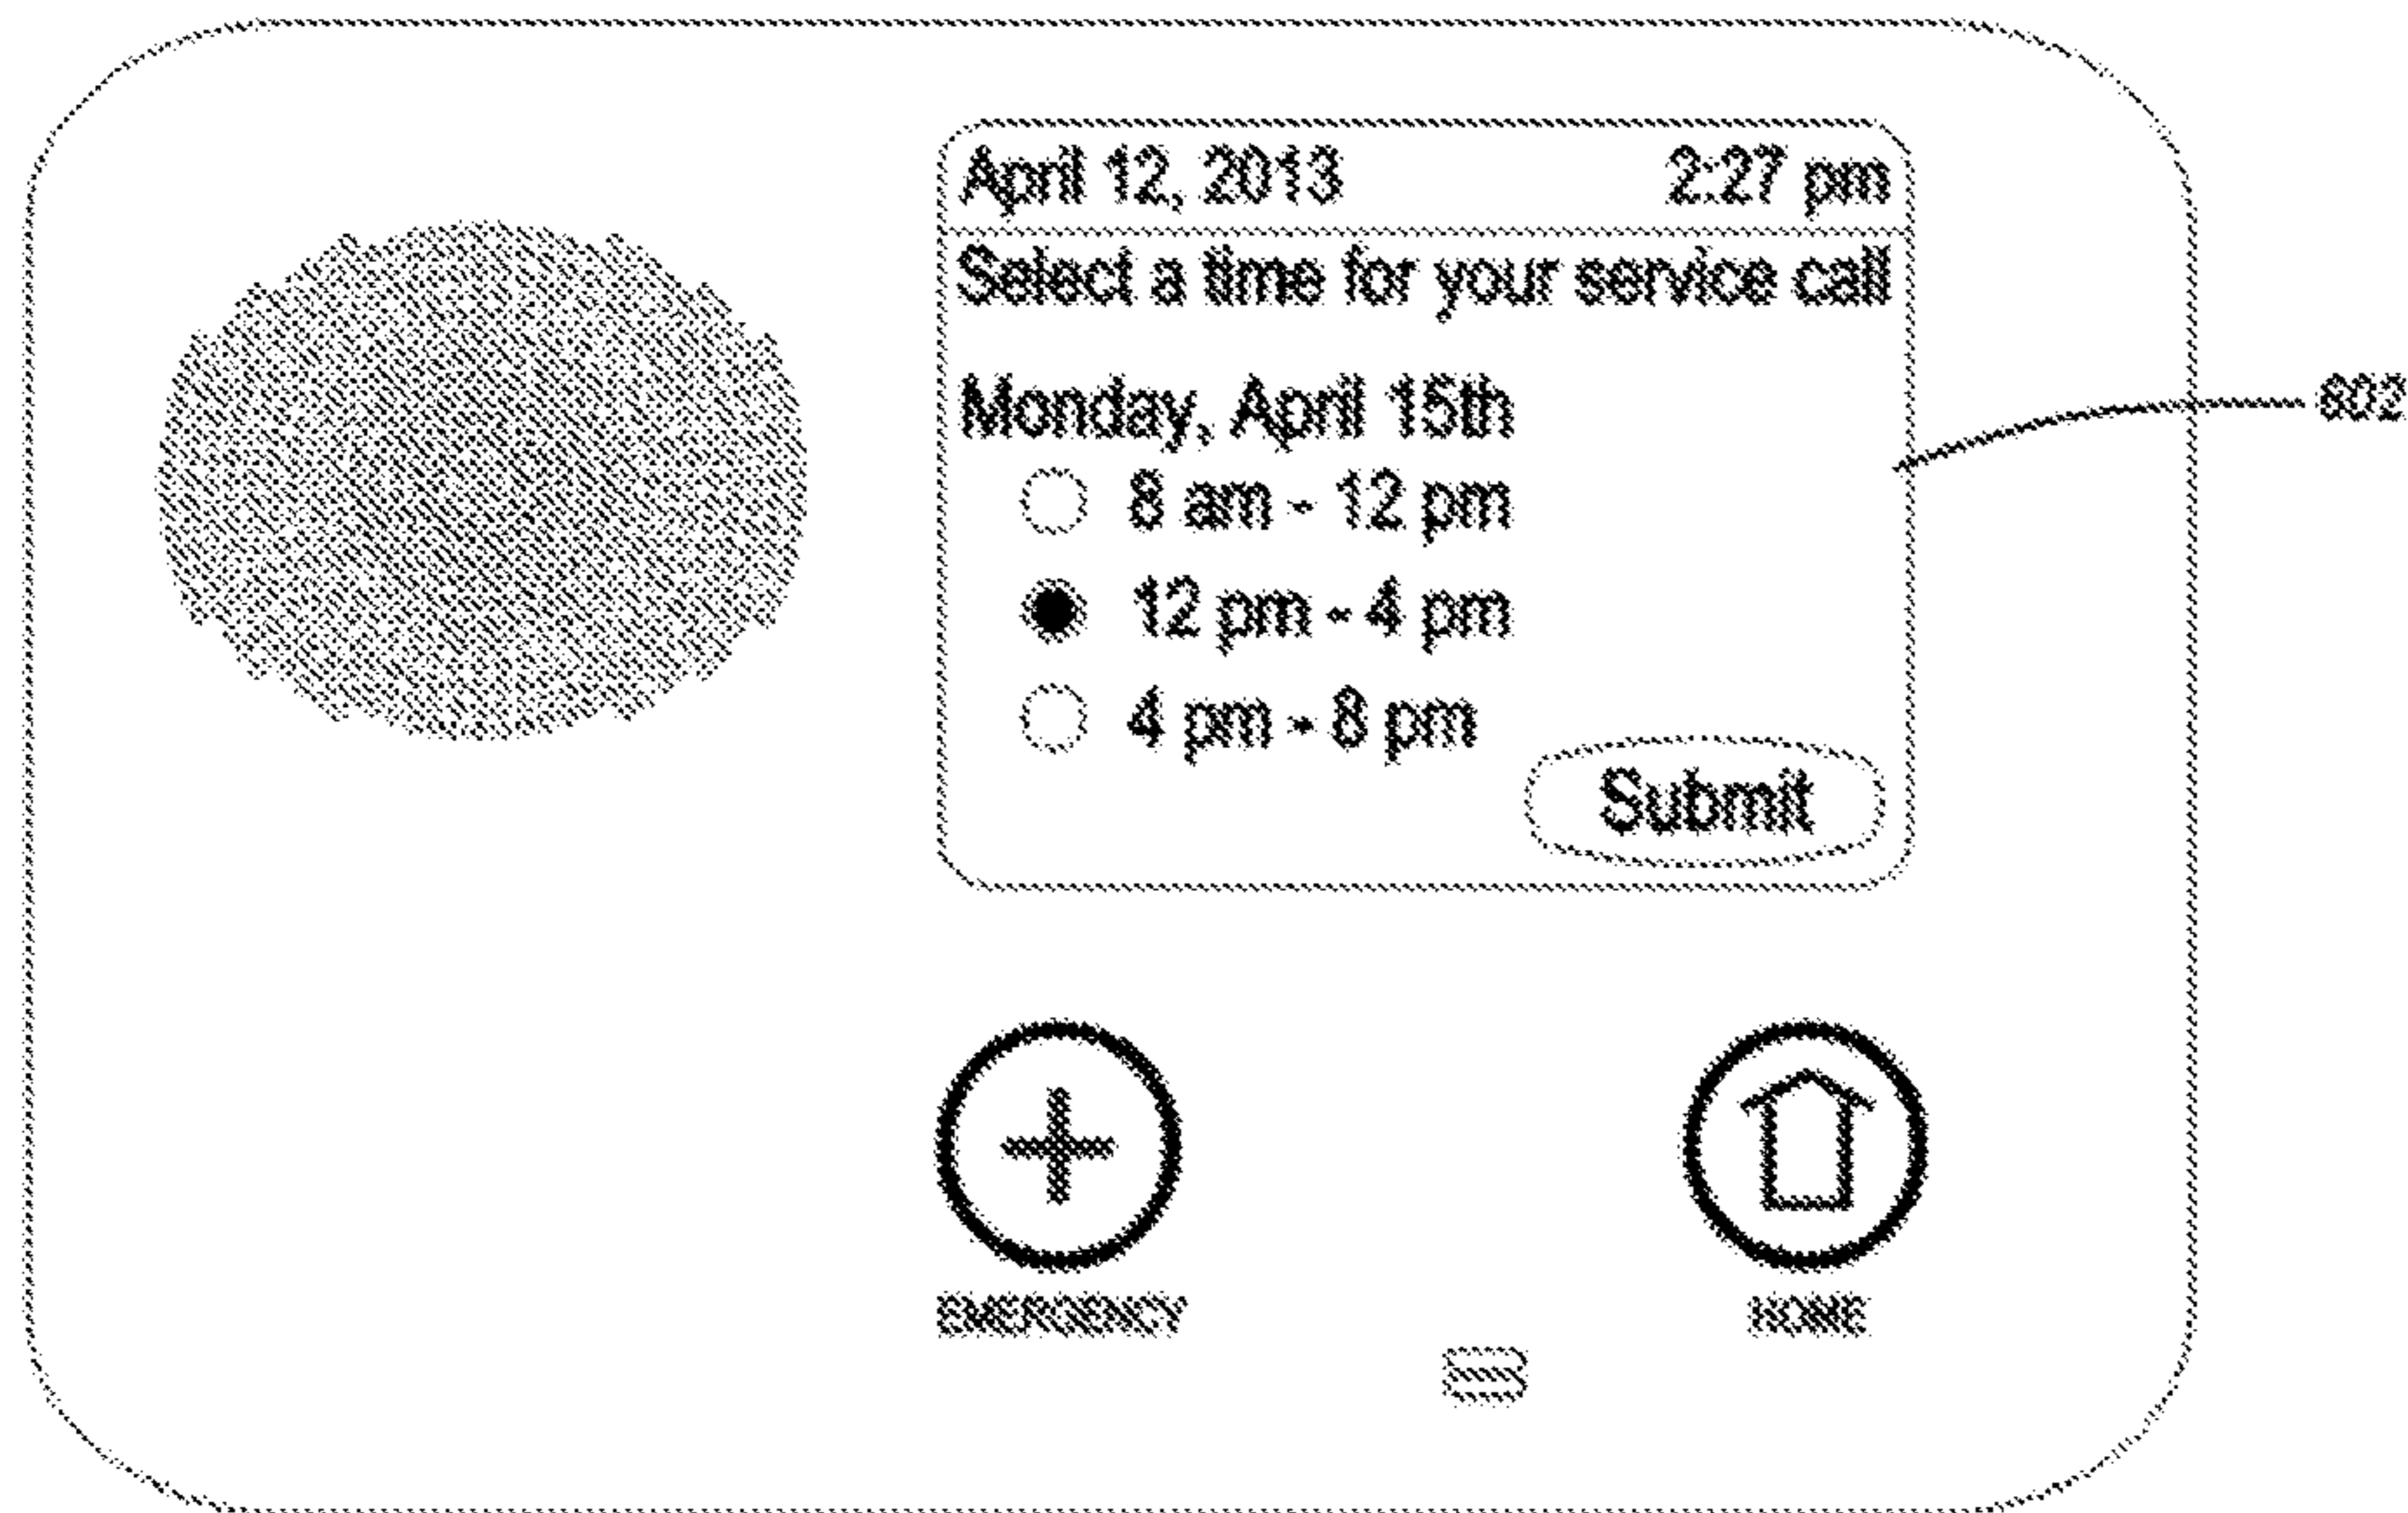 April 12, 2013 2:27 pm
Select a time for your service call
Monday, April 15th
8 am - 12 pm
12 pm - 4 pm
4 pm - 8 pm
Submit
EMERGENCY HOME